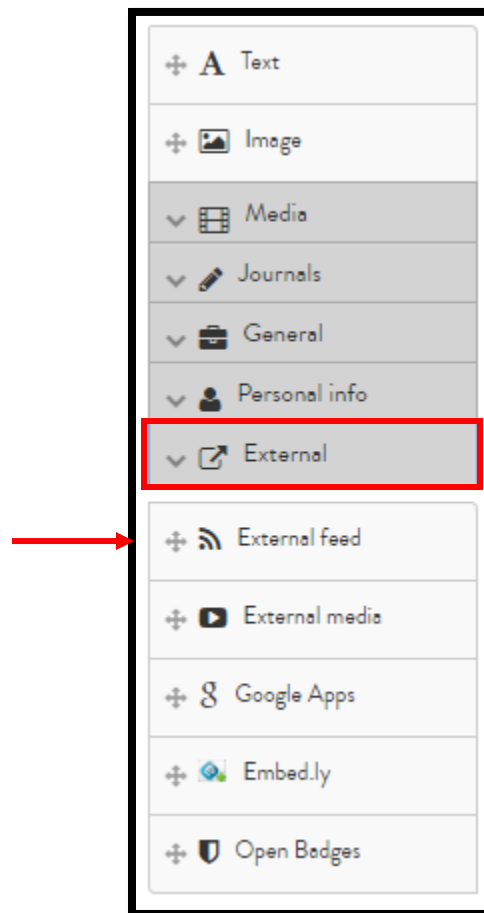 Text
Image
Media
Journals
General
Personal info
External
External feed
External media
Google Apps
Embed.ly
Open Badges